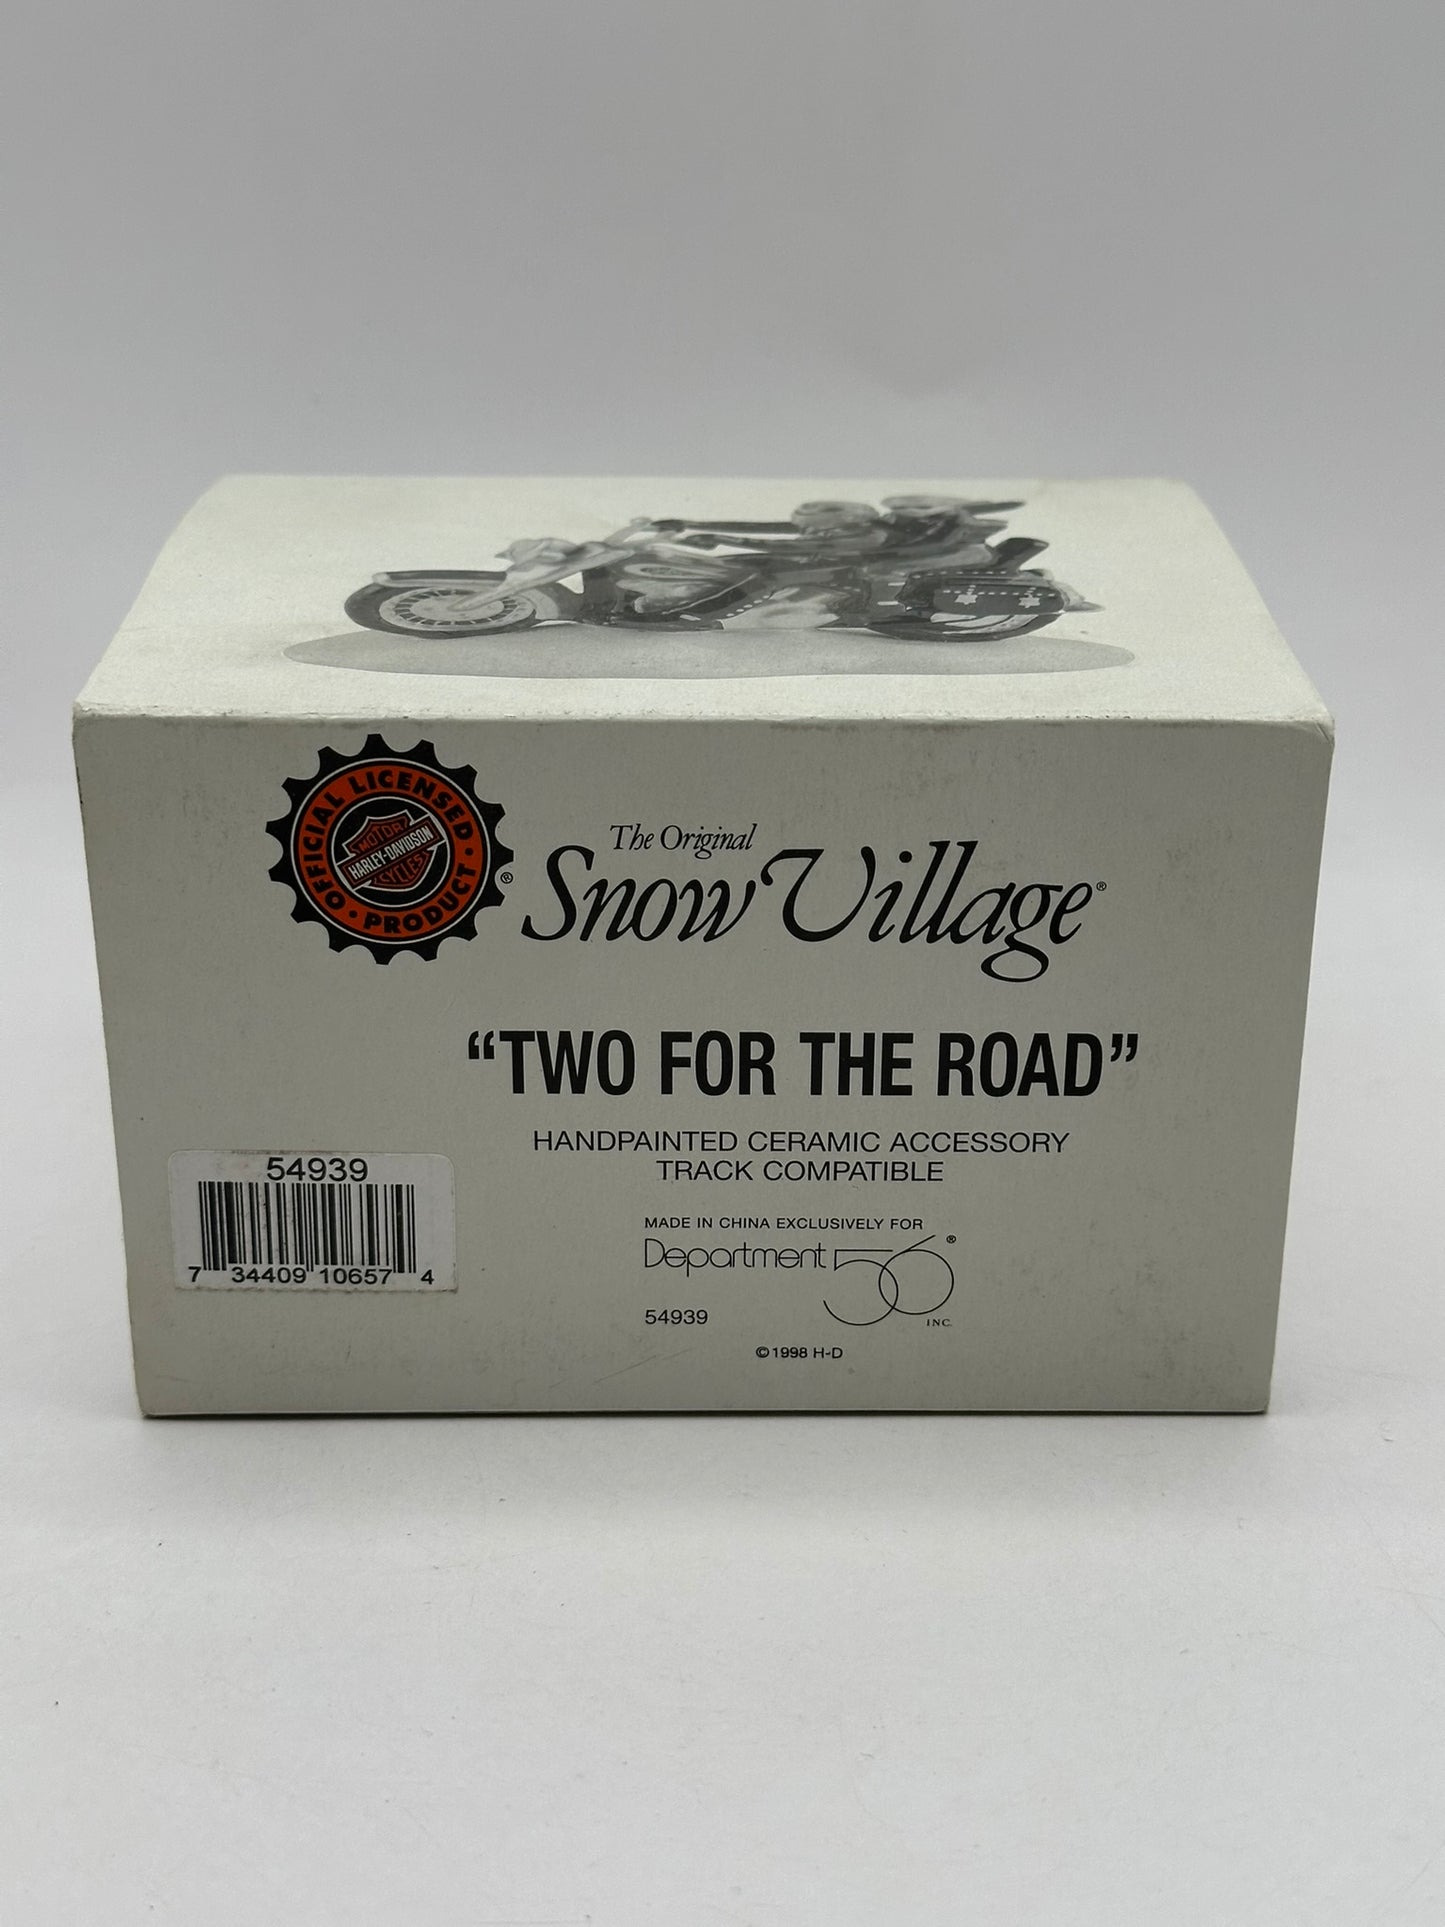 OFFICIAL LICENSED
• PRODUCT •
MOTOR
HARLEY-DAVIDSON
CYCLES
®
The Original
Snow Village®
“TWO FOR THE ROAD”
HANDPAINTED CERAMIC ACCESSORY
TRACK COMPATIBLE
54939
7 34409 10657 4
MADE IN CHINA EXCLUSIVELY FOR
Department 56®
INC.
54939
©1998 H-D